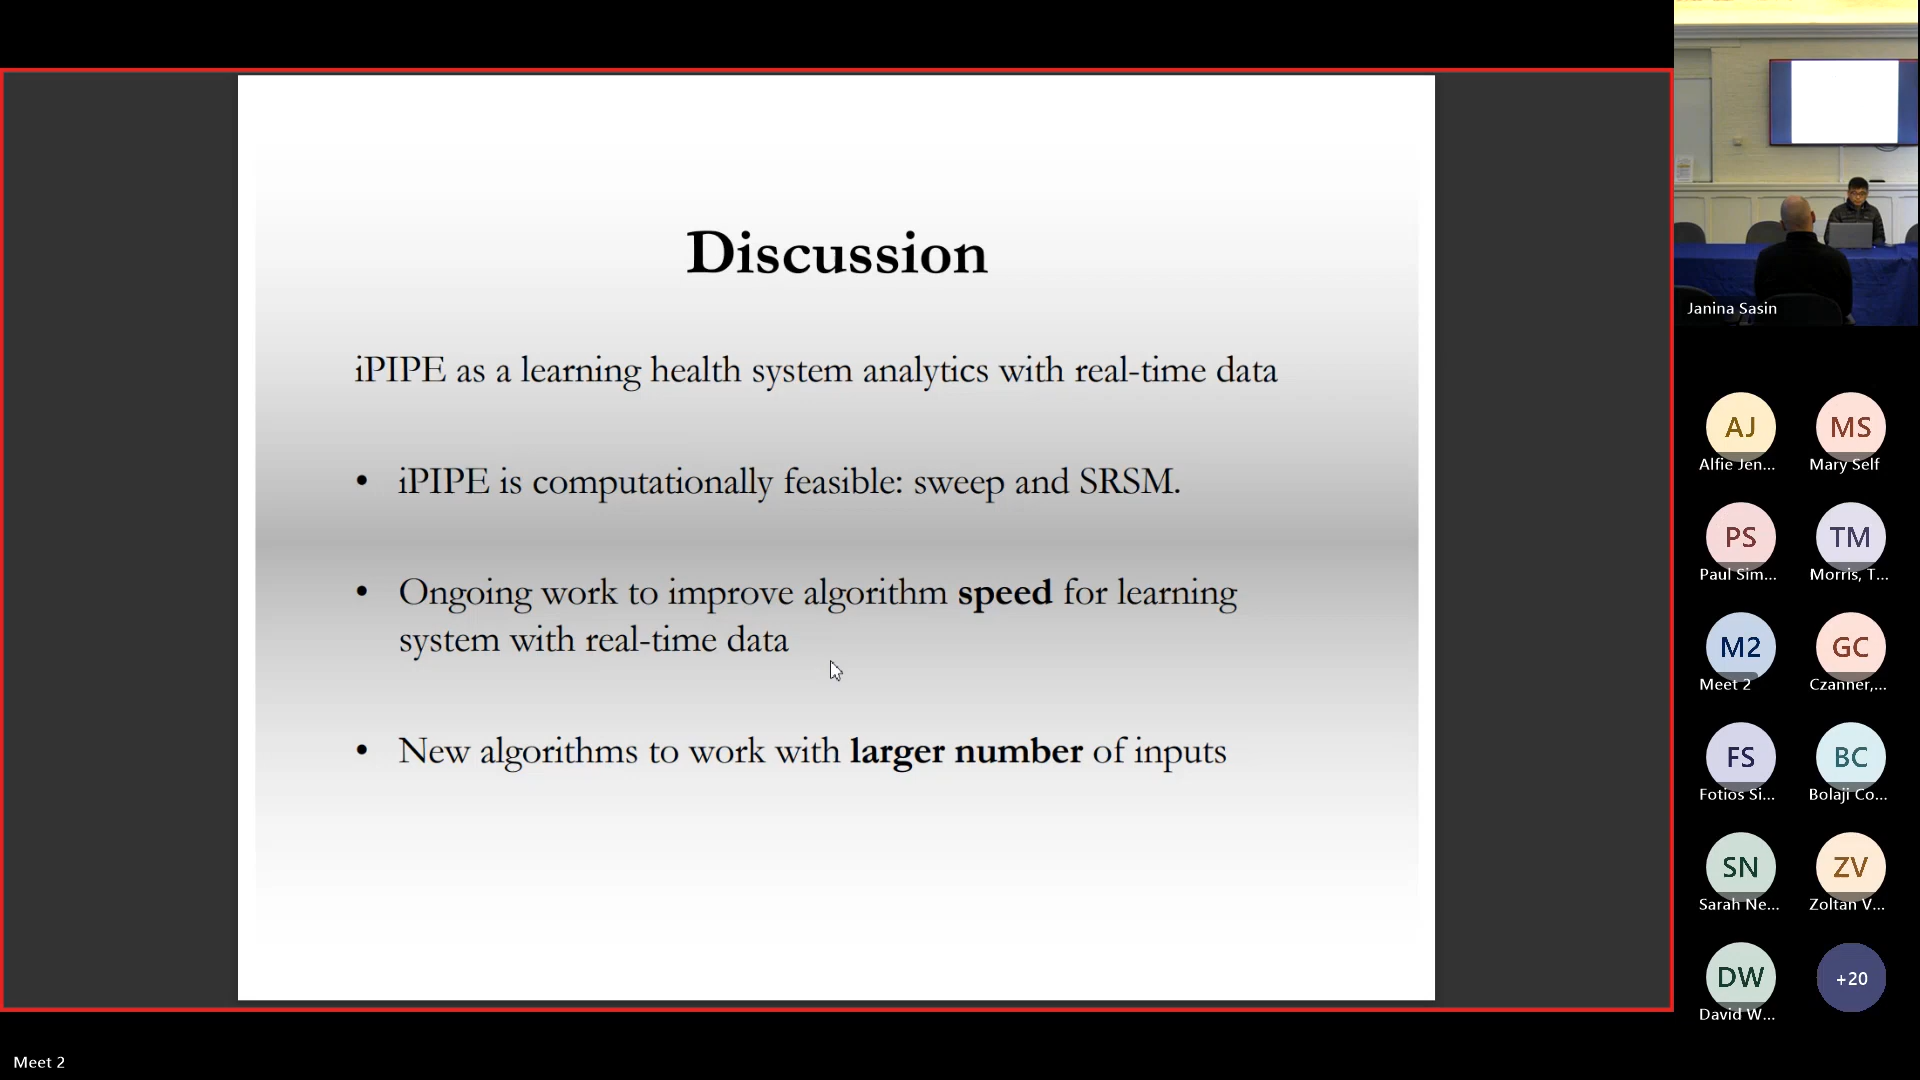 Discussion
iPIPE as a learning health system analytics with real-time data
• iPIPE is computationally feasible: sweep and SRSM.
• Ongoing work to improve algorithm speed for learning
system with real-time data
• New algorithms to work with larger number of inputs
Janina Sasin
AJ
Alfie Jen...
MS
Mary Self
PS
Paul Sim...
TM
Morris, T...
M2
Meet 2
GC
Czanner,...
FS
Fotios Si...
BC
Bolaji Co...
SN
Sarah Ne...
ZV
Zoltan V...
DW
David W...
+20
Meet 2